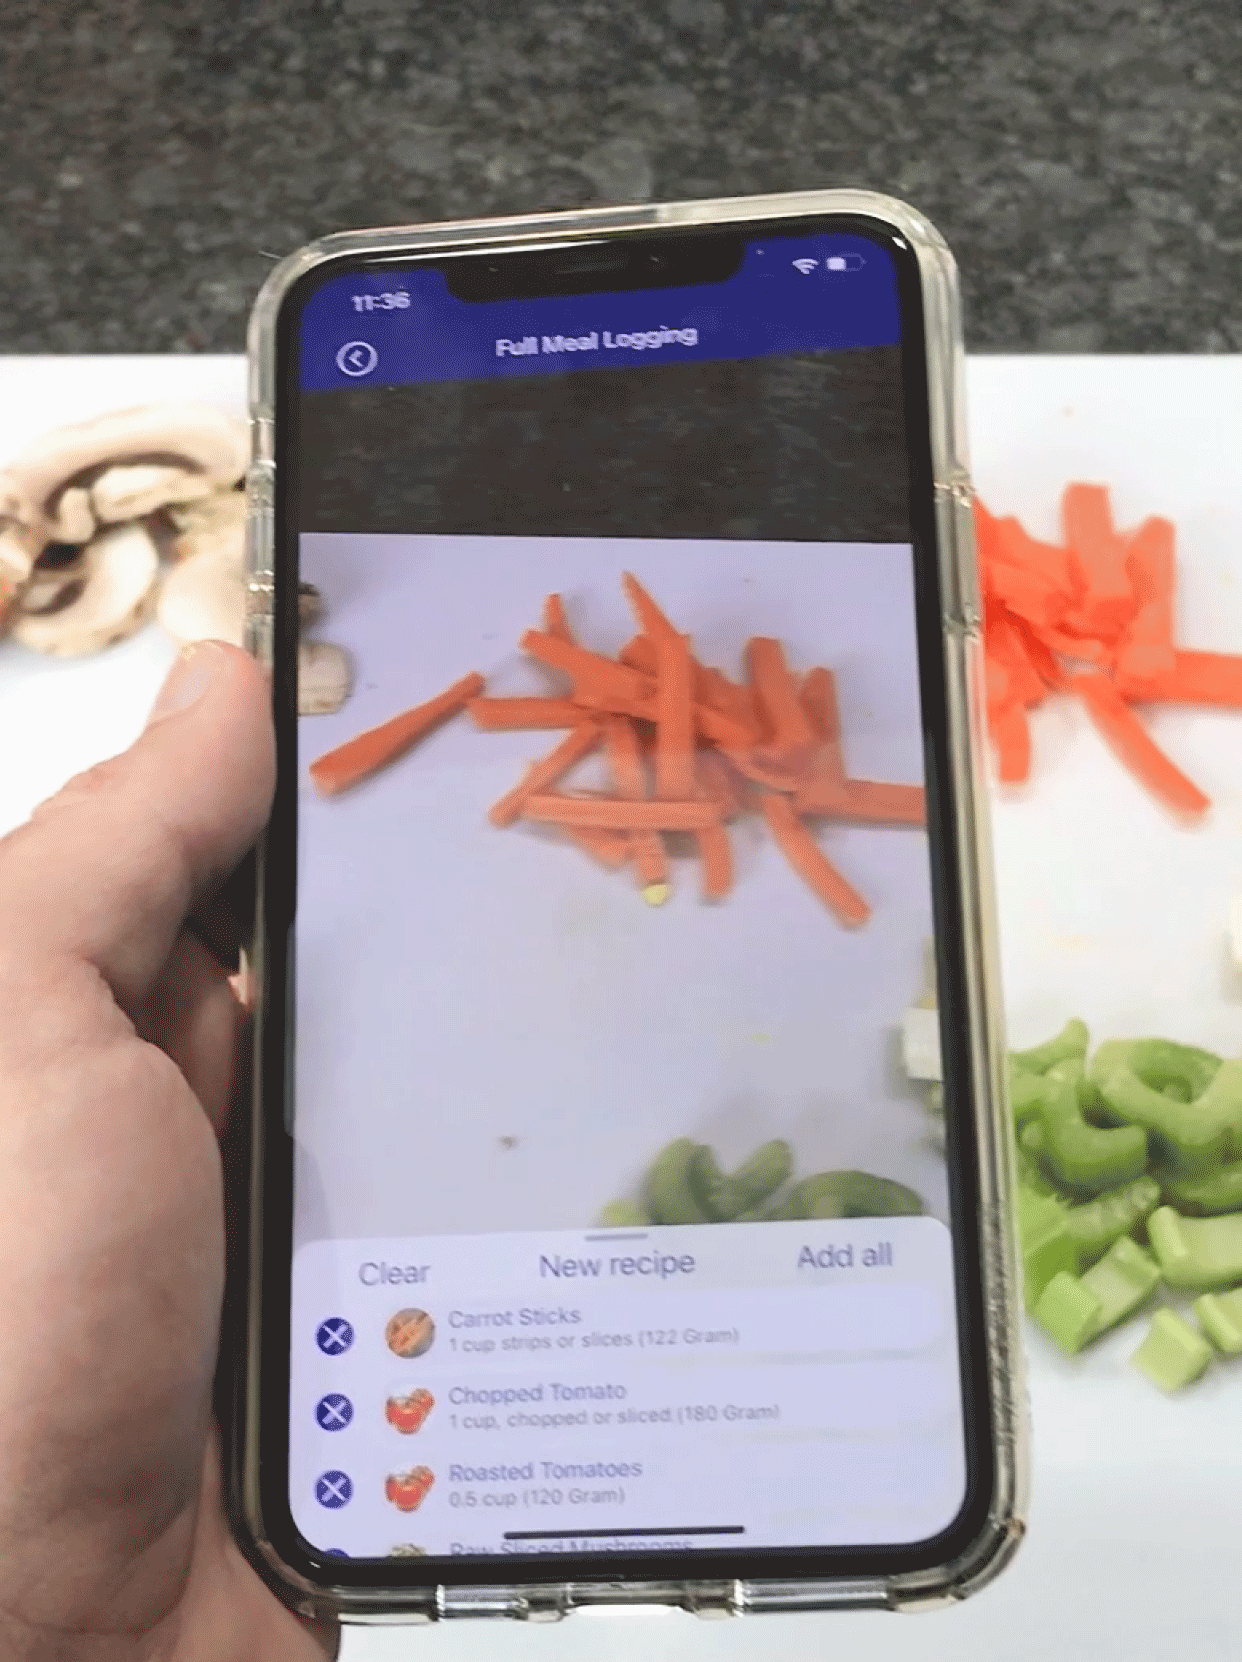 11:36
Full Meal Logging
Clear New recipe Add all
Carrot Sticks
1 cup strips or slices (122 Gram)
Chopped Tomato
1 cup, chopped or sliced (180 Gram)
Roasted Tomatoes
0.5 cup (120 Gram)
Raw Sliced Mushrooms